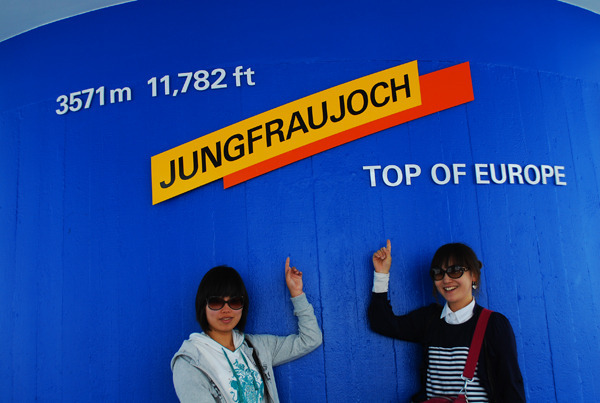 3571m 11,782 ft
JUNGFRAUJOCH
TOP OF EUROPE